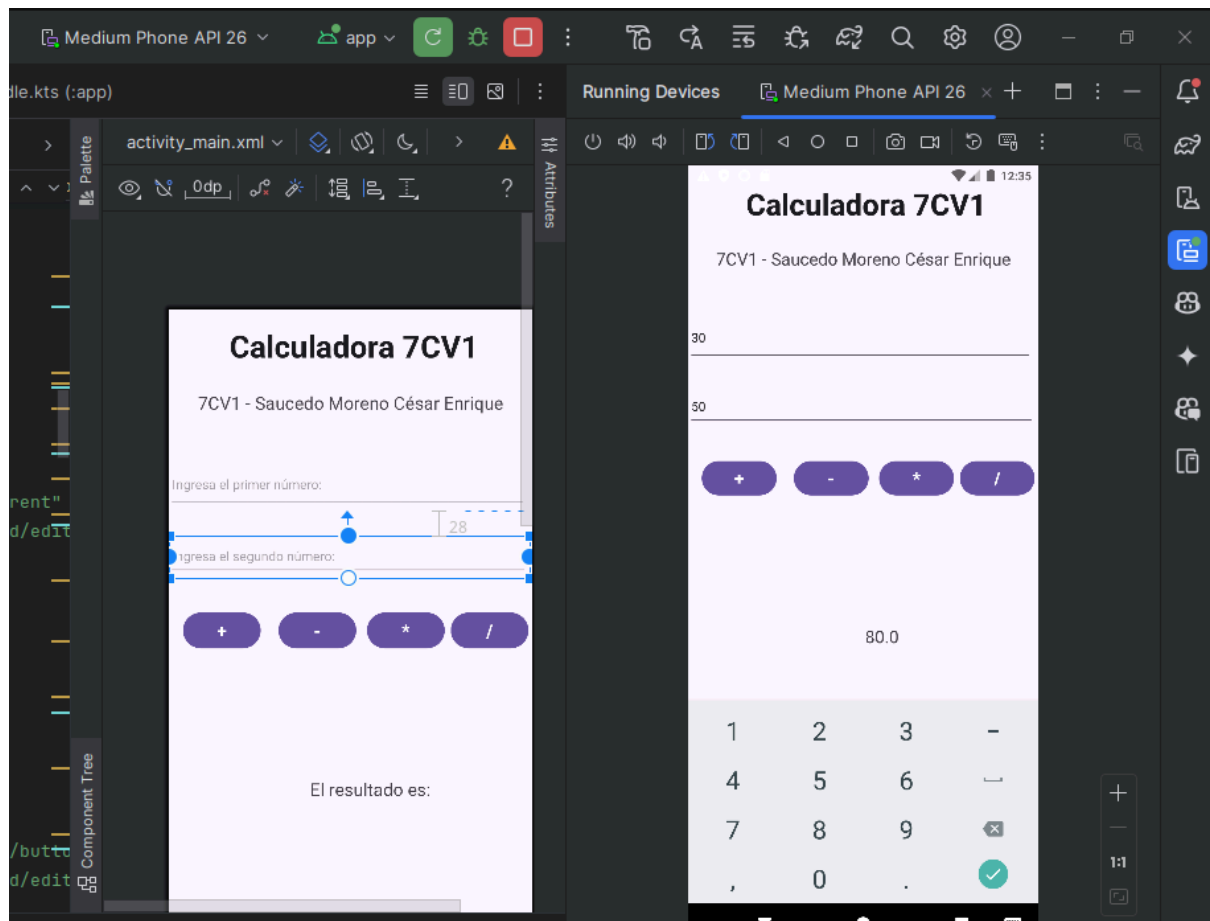 Medium Phone API 26
app
dle.kts (:app)
Running Devices
Medium Phone API 26
Palette
activity_main.xml
Attributes
0dp
?
12:35
Calculadora 7CV1
7CV1 - Saucedo Moreno César Enrique
30
50
+ - * /
80.0
1 2 3 -
4 5 6
7 8 9
, 0 .
Calculadora 7CV1
7CV1 - Saucedo Moreno César Enrique
Ingresa el primer número:
28
ngresa el segundo número:
+ - * /
El resultado es:
rent"
d/edit
/butto
d/edit
Component Tree
1:1